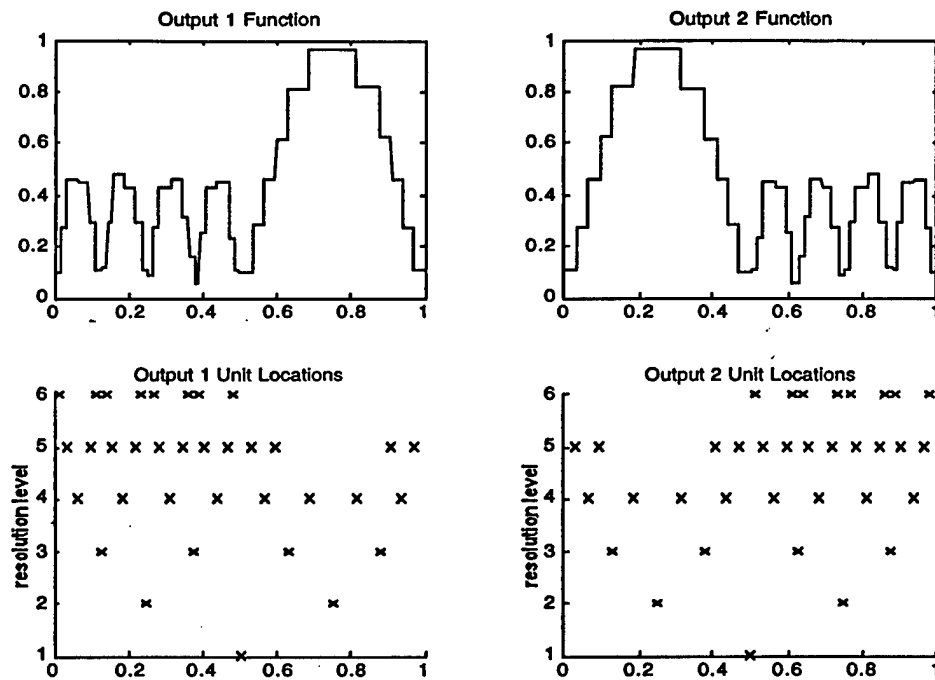 Output 1 Function
1
0.8
0.6
0.4
0.2
0
0 0.2 0.4 0.6 0.8 1
Output 2 Function
1
0.8
0.6
0.4
0.2
0
0 0.2 0.4 0.6 0.8 1
Output 1 Unit Locations
resolution level
6
5
4
3
2
1
0 0.2 0.4 0.6 0.8 1
Output 2 Unit Locations
resolution level
6
5
4
3
2
1
0 0.2 0.4 0.6 0.8 1